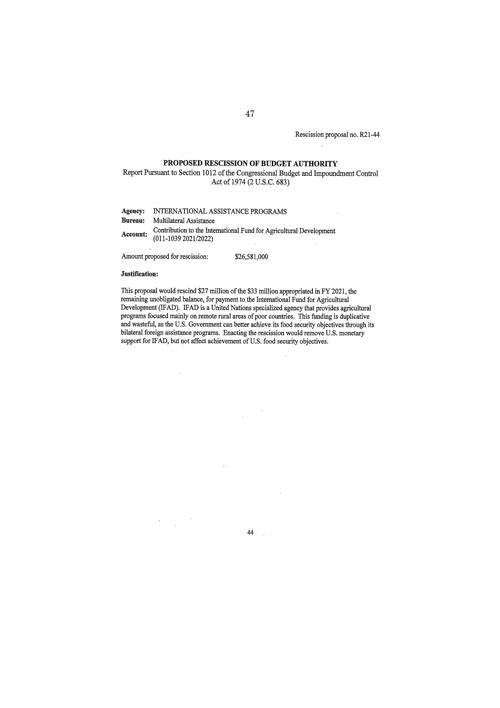 47
Rescission proposal no. R21-44
PROPOSED RESCISSION OF BUDGET AUTHORITY
Report Pursuant to Section 1012 of the Congressional Budget and Impoundment Control
Act of 1974 (2 U.S.C. 683)
Agency: INTERNATIONAL ASSISTANCE PROGRAMS
Bureau: Multilateral Assistance
Account: Contribution to the International Fund for Agricultural Development
(011-1039 2021/2022)
Amount proposed for rescission: $26,581,000
Justification:
This proposal would rescind $27 million of the $33 million appropriated in FY 2021, the
remaining unobligated balance, for payment to the International Fund for Agricultural
Development (IFAD). IFAD is a United Nations specialized agency that provides agricultural
programs focused mainly on remote rural areas of poor countries. This funding is duplicative
and wasteful, as the U.S. Government can better achieve its food security objectives through its
bilateral foreign assistance programs. Enacting the rescission would remove U.S. monetary
support for IFAD, but not affect achievement of U.S. food security objectives.
44